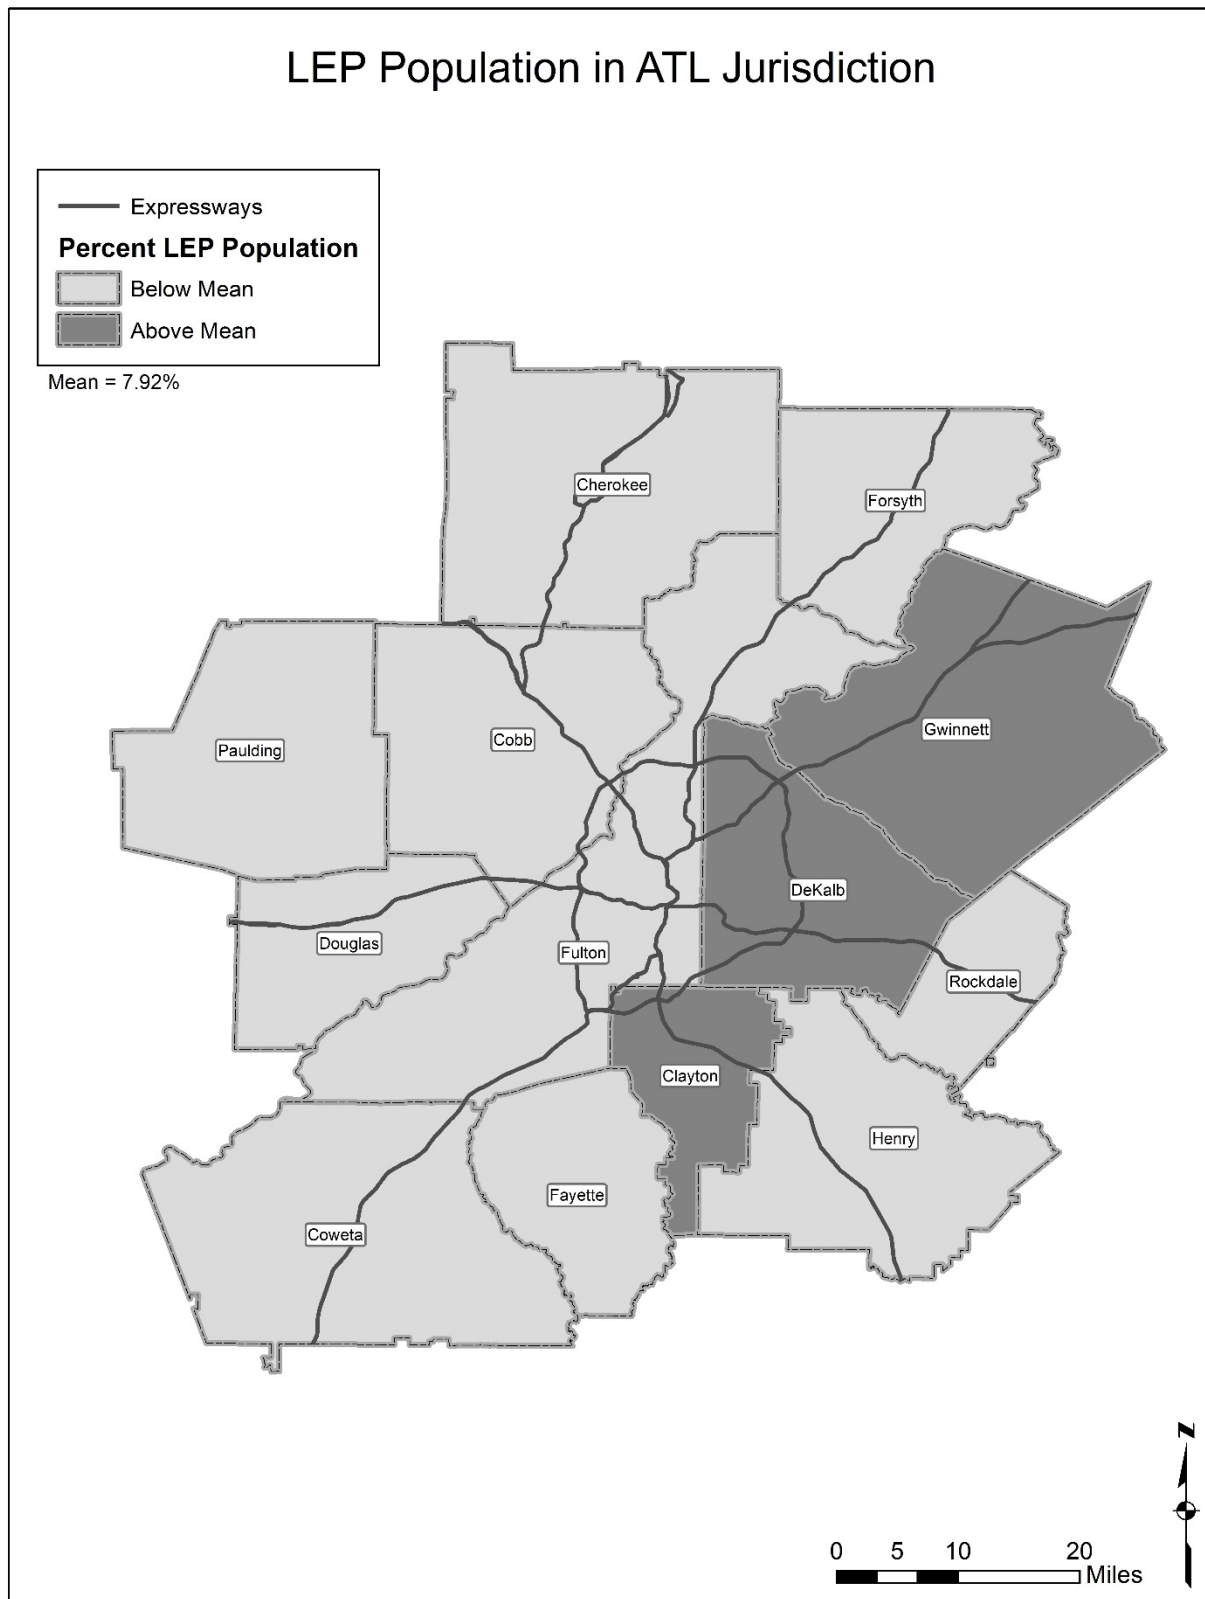 LEP Population in ATL Jurisdiction
Expressways
Percent LEP Population
Below Mean
Above Mean
Mean = 7.92%
Cherokee
Forsyth
Gwinnett
Cobb
Paulding
DeKalb
Douglas
Fulton
Rockdale
Clayton
Henry
Fayette
Coweta
N
0 5 10 20
Miles